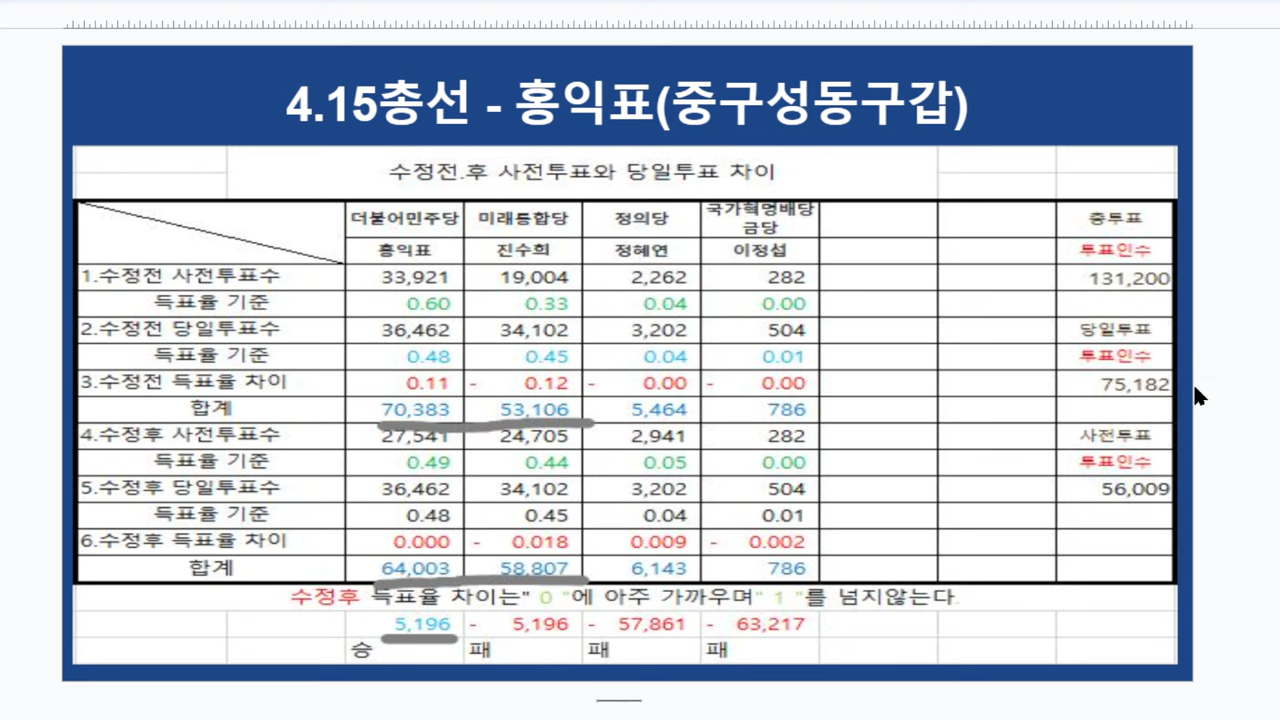 4.15총선 - 홍익표(중구성동구갑)
수정전.후 사전투표와 당일투표 차이
더불어민주당 미래통합당 정의당 국가혁명배당금당 총투표
홍익표 진수희 정혜연 이정섭 투표인수
1.수정전 사전투표수 33,921 19,004 2,262 282 131,200
득표율 기준 0.60 0.33 0.04 0.00
2.수정전 당일투표수 36,462 34,102 3,202 504 당일투표
득표율 기준 0.48 0.45 0.04 0.01 투표인수
3.수정전 득표율 차이 0.11 - 0.12 - 0.00 - 0.00 75,182
합계 70,383 53,106 5,464 786
4.수정후 사전투표수 27,541 24,705 2,941 282 사전투표
득표율 기준 0.49 0.44 0.05 0.00 투표인수
5.수정후 당일투표수 36,462 34,102 3,202 504 56,009
득표율 기준 0.48 0.45 0.04 0.01
6.수정후 득표율 차이 0.000 - 0.018 0.009 - 0.002
합계 64,003 58,807 6,143 786
수정후 득표율 차이는" 0 "에 아주 가까우며" 1 "를 넘지않는다.
5,196 - 5,196 - 57,861 - 63,217
승 패 패 패